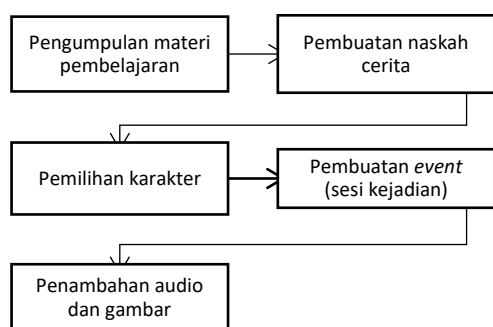 Pengumpulan materi
pembelajaran
Pembuatan naskah
cerita
Pemilihan karakter
Pembuatan event
(sesi kejadian)
Penambahan audio
dan gambar